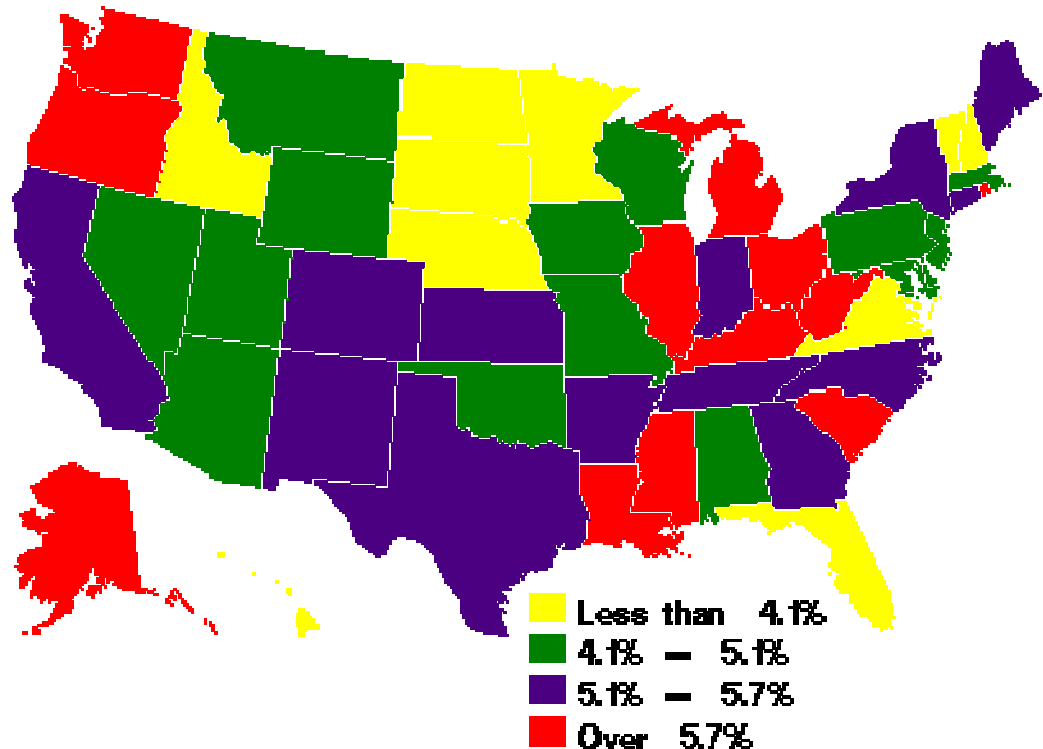 Less than 4.1%
4.1% — 5.1%
5.1% — 5.7%
Over 5.7%